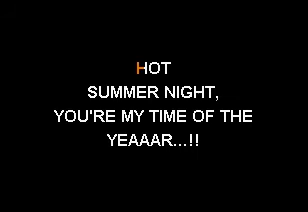 HOT
SUMMER NIGHT,
YOU'RE MY TIME OF THE
YEAAAR...!!